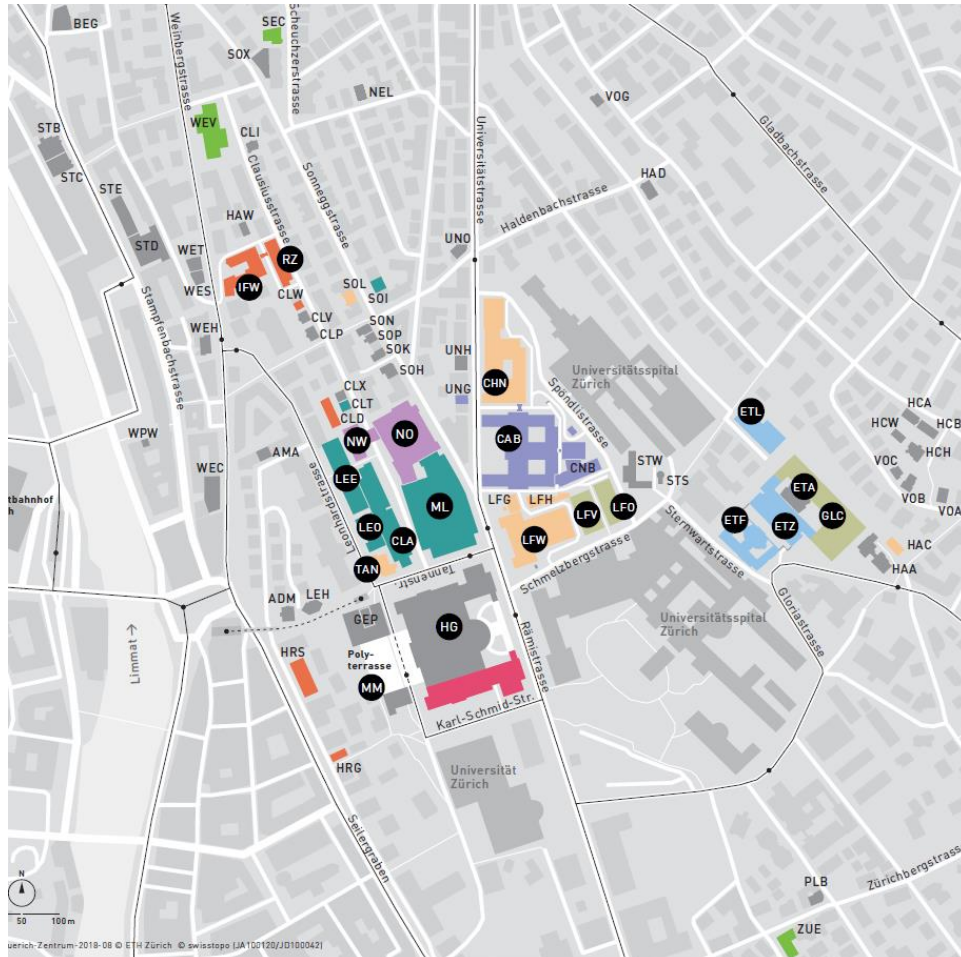 BEG
SEC
SOX
Weinbergstrasse
Scheuchzerstrasse
NEL
VOG
Gladbachstrasse
STB
STC
WEV
CLI
Clausiusstrasse
Sonneggstrasse
Universitätstrasse
HAD
Haldenbachstrasse
STE
STD
HAW
WET
WES
RZ
IFW
UNO
CLW
SOL
SOI
CLV
CLP
SON
SOP
SOK
SOH
WEH
Stampfenbachstrasse
UNH
UNG
CHN
Universitätsspital
Zürich
Spöndlistrasse
CLX
CLT
CLD
NW
NO
CAB
CNB
ETL
HCA
HCW
HCB
HCH
VOC
VOB
VOA
WPW
AMA
WEC
LEE
LEO
CLA
ML
LFG
LFH
LFW
LFV
LFO
STW
STS
ETA
ETF
ETZ
GLC
HAC
HAA
Leonhardstrasse
TAN
Tannenstr.
Schmelzbergstrasse
Sternwartstrasse
Gloriastrasse
tbahnhof
h
ADM
LEH
GEP
HG
Universitätsspital
Zürich
Limmat →
HRS
Poly-
terrasse
MM
Rämistrasse
Karl-Schmid-Str.
HRG
Universität
Zürich
Seilergraben
PLB
Zürichbergstrass
ZUE
N
50 100m
uerich-Zentrum-2018-08 © ETH Zürich © swisstopo (JA100120/JD100042)